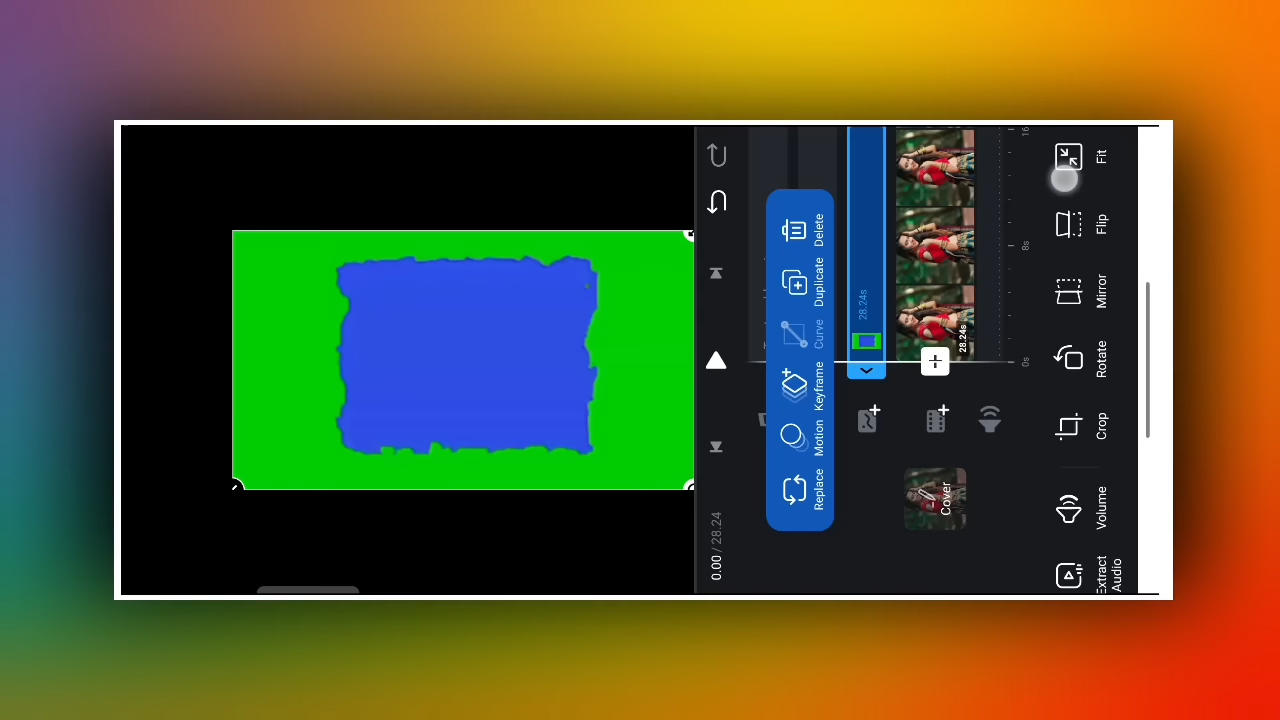 0.00 / 28.24
Replace
Motion
Keyframe
Curve
Duplicate
Delete
28.24s
Cover
28.24s
0s
8s
16
Extract
Audio
Volume
Crop
Rotate
Mirror
Flip
Fit